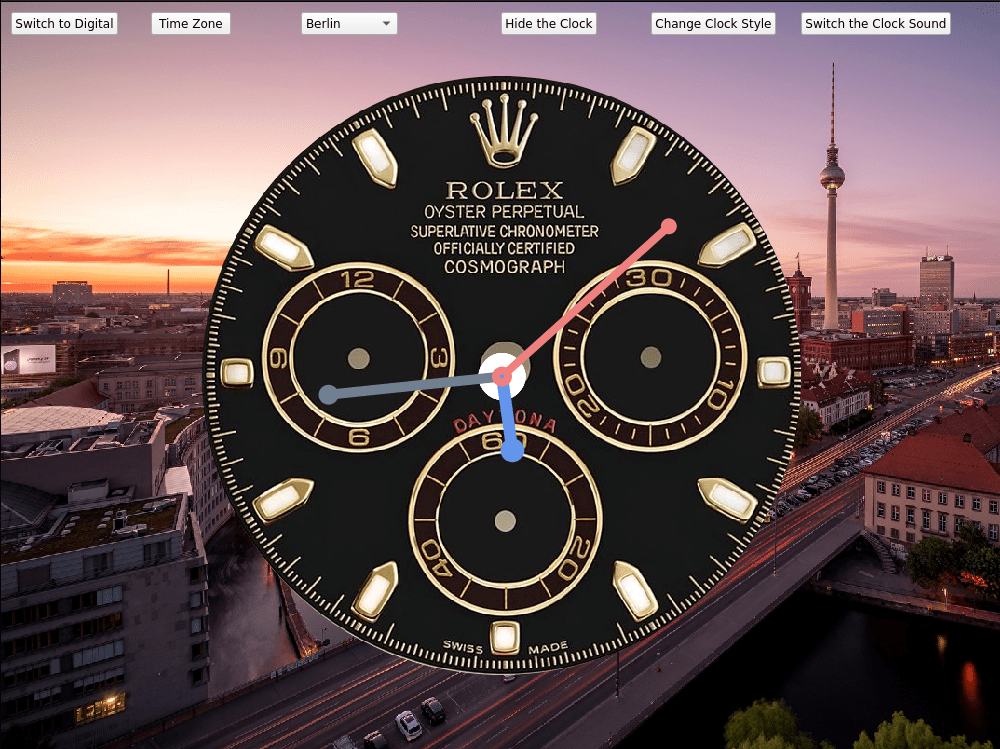 Switch to Digital
Time Zone
Berlin
Hide the Clock
Change Clock Style
Switch the Clock Sound
ROLEX
OYSTER PERPETUAL
SUPERLATIVE CHRONOMETER
OFFICIALLY CERTIFIED
COSMOGRAPH
12
3
6
9
30
10
20
DAYTONA
60
20
40
SWISS MADE